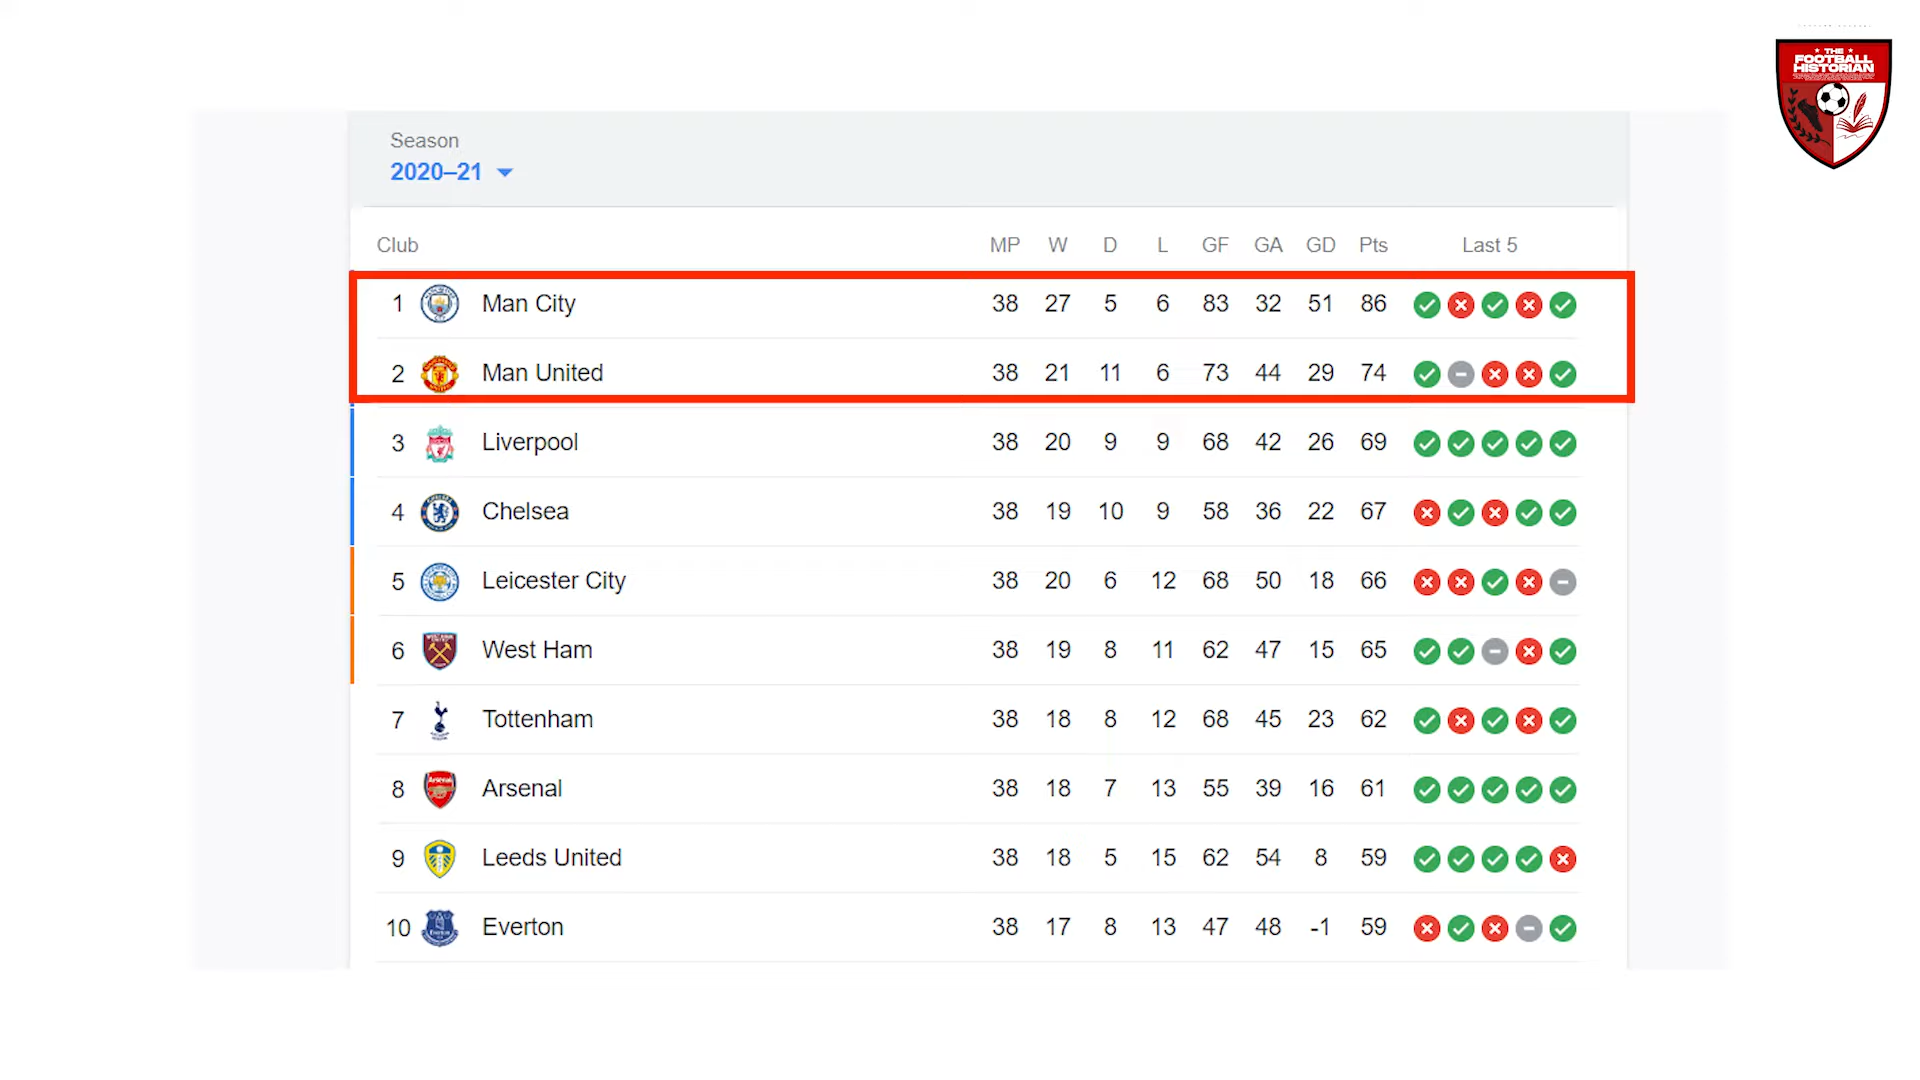 THE
FOOTBALL
HISTORIAN
Season
2020–21
Club MP W D L GF GA GD Pts Last 5
1 Man City 38 27 5 6 83 32 51 86
2 Man United 38 21 11 6 73 44 29 74
3 Liverpool 38 20 9 9 68 42 26 69
4 Chelsea 38 19 10 9 58 36 22 67
5 Leicester City 38 20 6 12 68 50 18 66
6 West Ham 38 19 8 11 62 47 15 65
7 Tottenham 38 18 8 12 68 45 23 62
8 Arsenal 38 18 7 13 55 39 16 61
9 Leeds United 38 18 5 15 62 54 8 59
10 Everton 38 17 8 13 47 48 -1 59